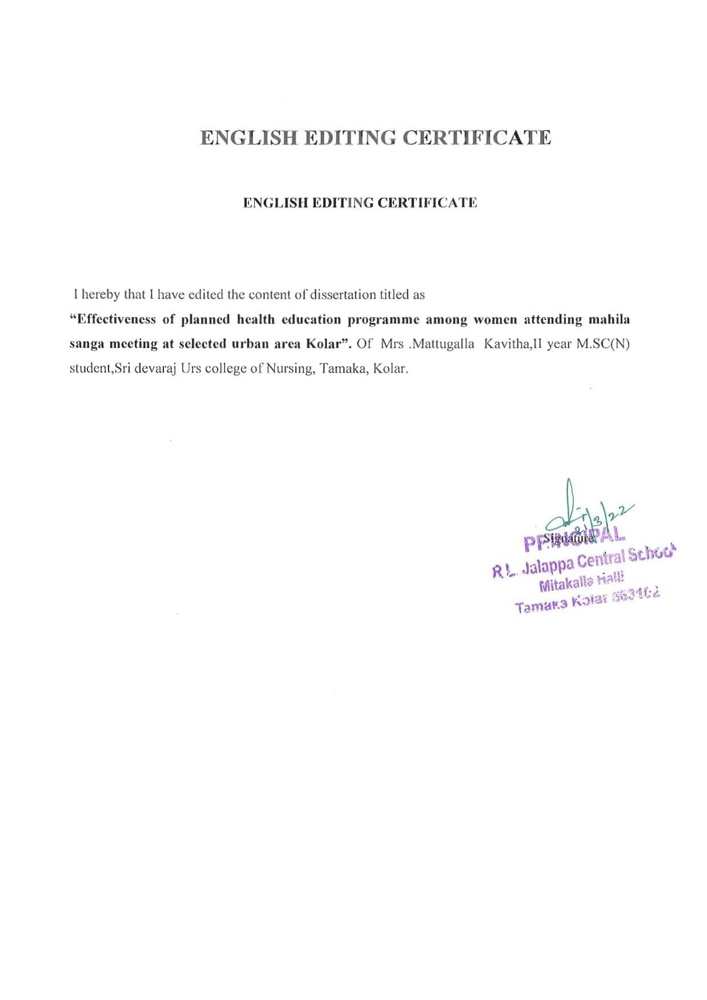 ENGLISH EDITING CERTIFICATE
ENGLISH EDITING CERTIFICATE
I hereby that I have edited the content of dissertation titled as
“Effectiveness of planned health education programme among women attending mahila
sanga meeting at selected urban area Kolar”. Of Mrs .Mattugalla Kavitha,II year M.SC(N)
student,Sri devaraj Urs college of Nursing, Tamaka, Kolar.
21/3/22
Signature
PRINCIPAL
R.L. Jalappa Central School
Mitakalla Halli
Tamaka Kolar 563102